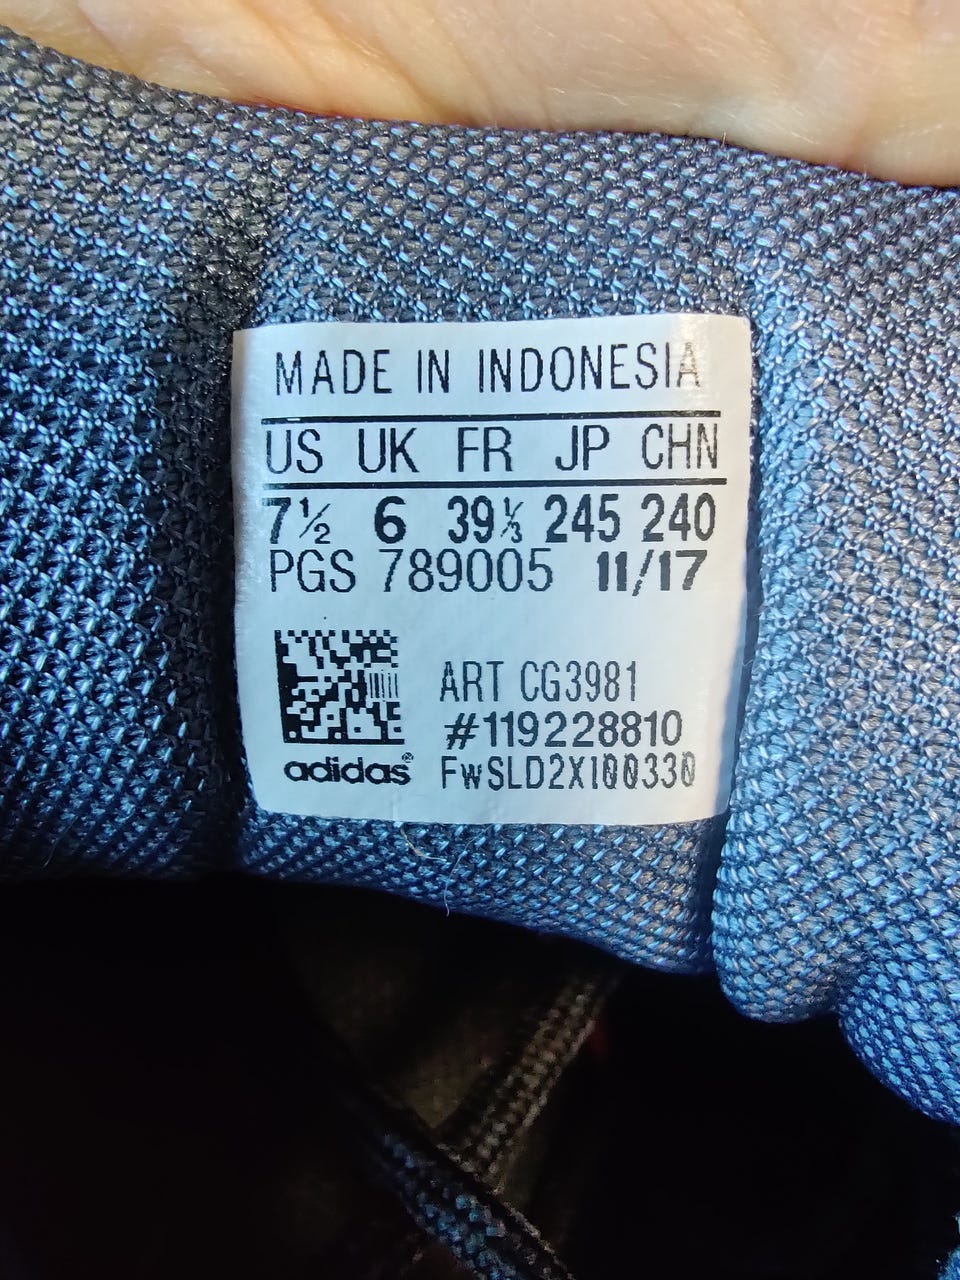 MADE IN INDONESIA
US UK FR JP CHN
7½ 6 39⅓ 245 240
PGS 789005 11/17
ART CG3981
#119228810
adidas® FwSLD2X100330